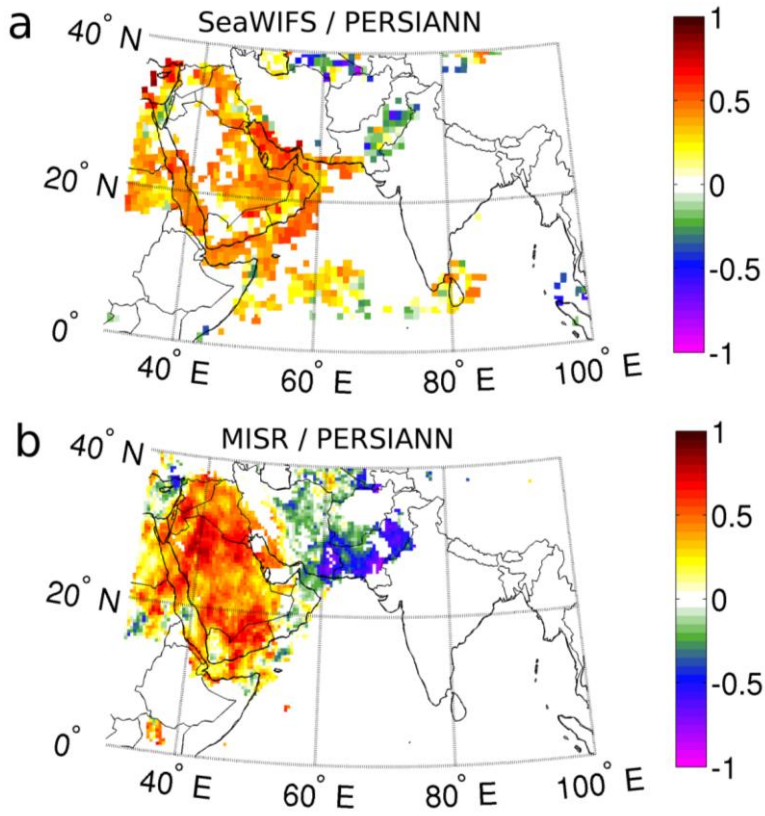 a
SeaWIFS / PERSIANN
40° N
20° N
0°
40° E
60° E
80° E
100° E
1
0.5
0
-0.5
-1
b
MISR / PERSIANN
40° N
20° N
0°
40° E
60° E
80° E
100° E
1
0.5
0
-0.5
-1